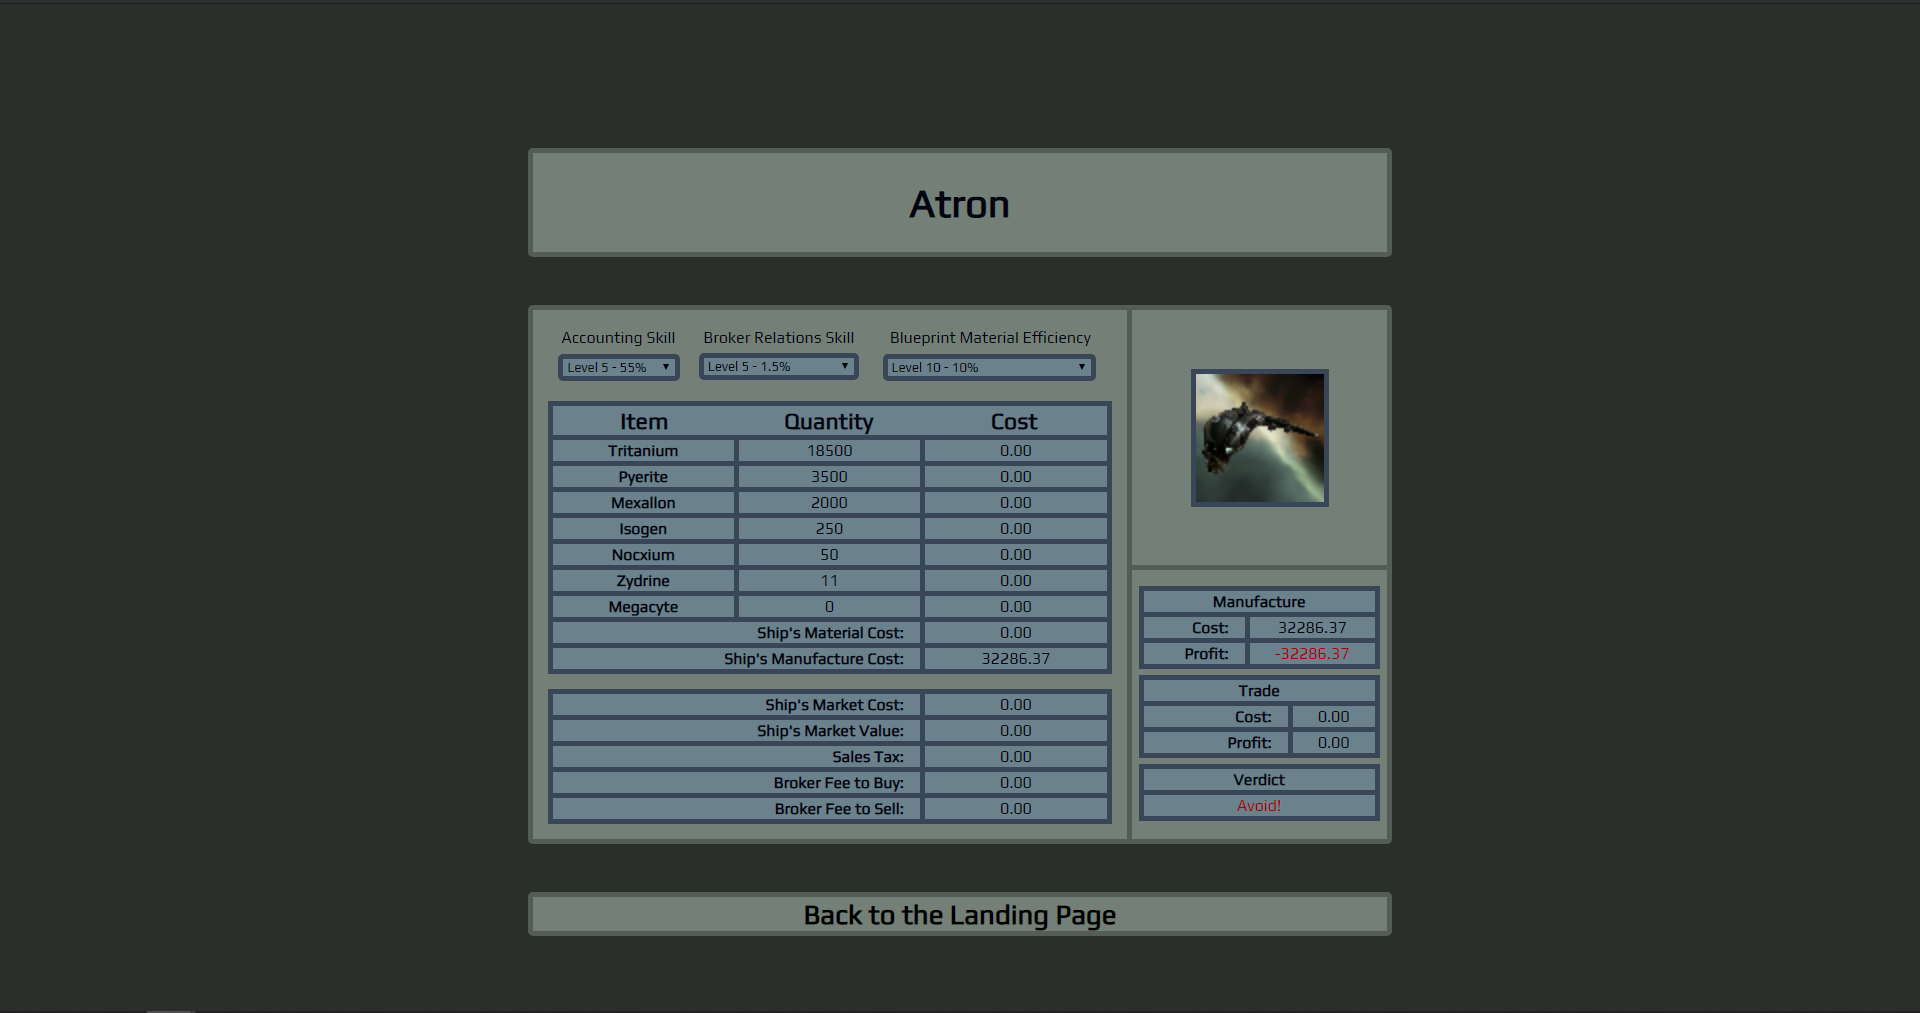 Atron
Accounting Skill Broker Relations Skill Blueprint Material Efficiency
Level 5 - 55% Level 5 - 1.5% Level 10 - 10%
Item Quantity Cost
Tritanium 18500 0.00
Pyerite 3500 0.00
Mexallon 2000 0.00
Isogen 250 0.00
Nocxium 50 0.00
Zydrine 11 0.00
Megacyte 0 0.00
Ship's Material Cost: 0.00
Ship's Manufacture Cost: 32286.37
Ship's Market Cost: 0.00
Ship's Market Value: 0.00
Sales Tax: 0.00
Broker Fee to Buy: 0.00
Broker Fee to Sell: 0.00
Manufacture
Cost: 32286.37
Profit: -32286.37
Trade
Cost: 0.00
Profit: 0.00
Verdict
Avoid!
Back to the Landing Page